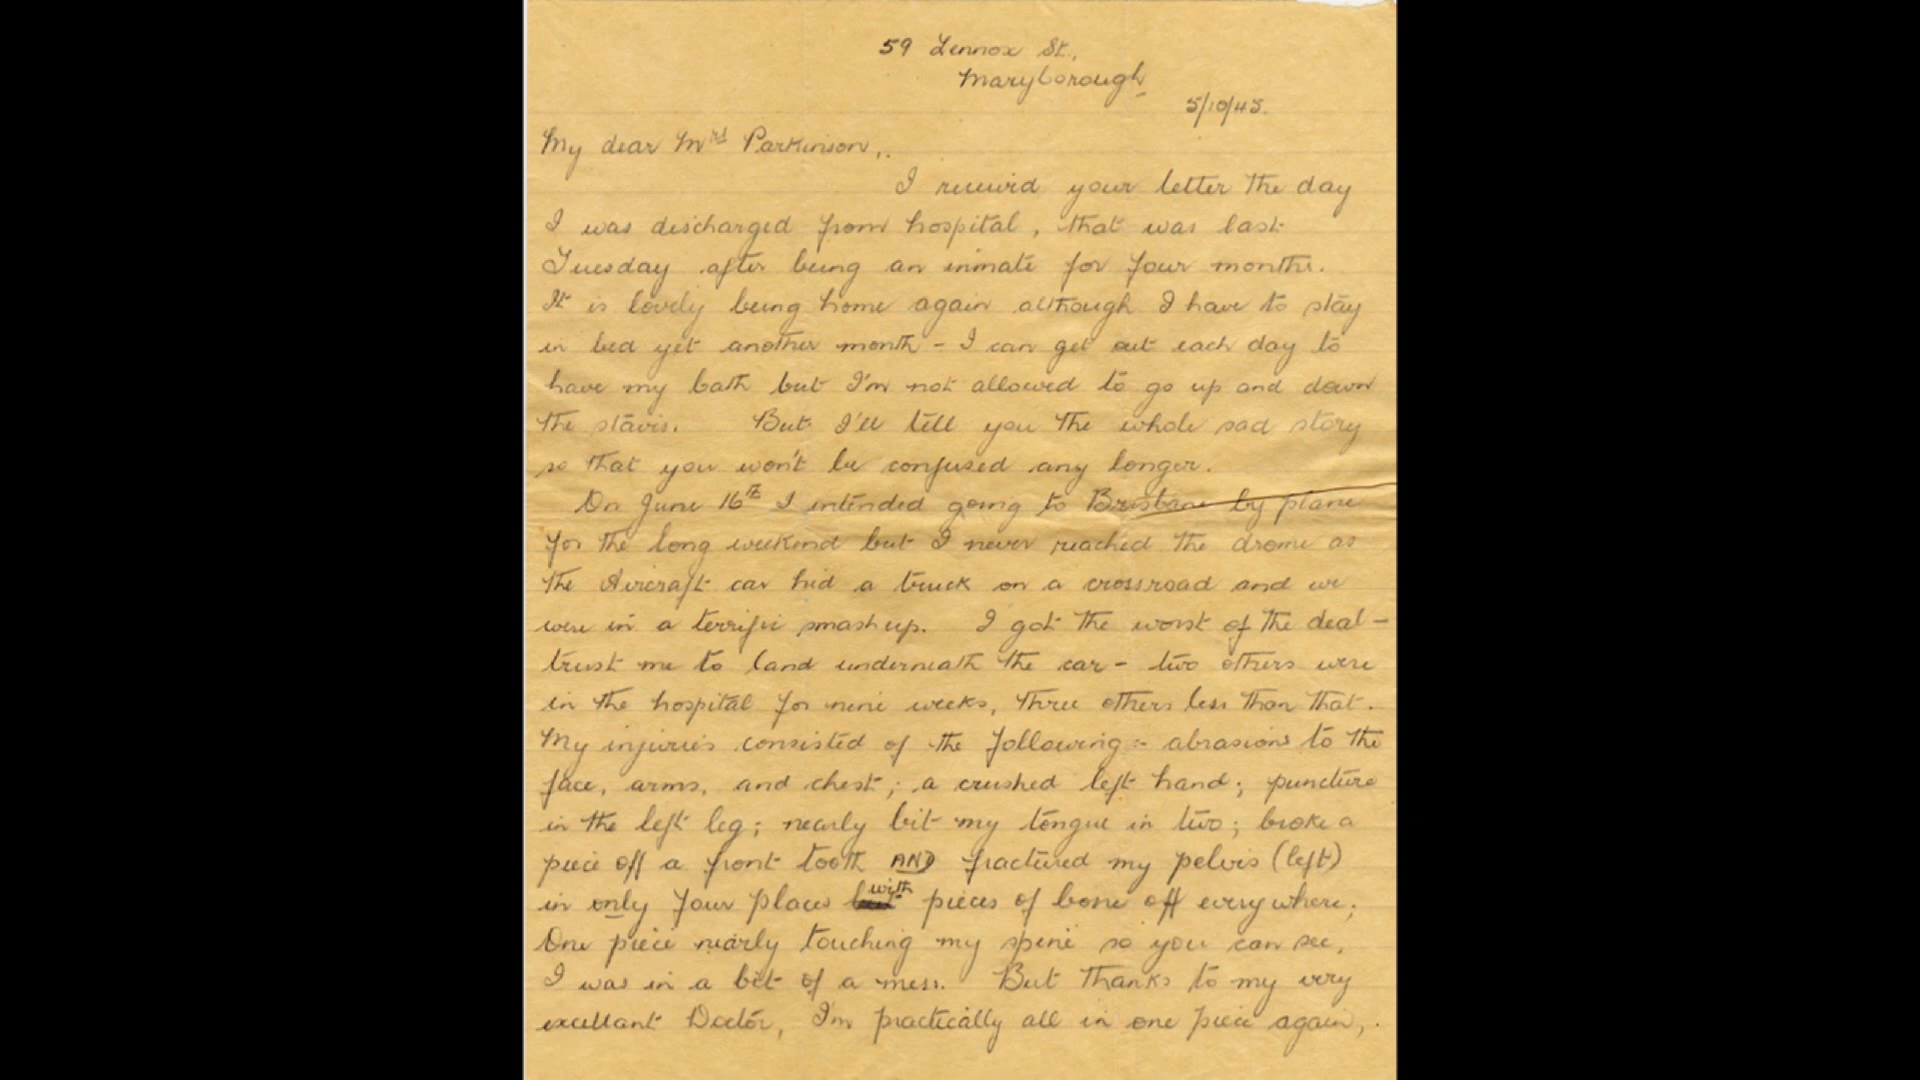 59 Lennox St.,
Maryborough
5/10/45.
My dear Mrs Parkinson,.
I received your letter the day
I was discharged from hospital, that was last
Tuesday after being an inmate for four months.
It is lovely being home again although I have to stay
in bed yet another month - I can get out each day to
have my bath but I'm not allowed to go up and down
the stairs. But I'll tell you the whole sad story
so that you won't be confused any longer.
On June 16th I intended going to Brisbane by plane
for the long weekend but I never reached the drome as
the Aircraft car hid a truck on a crossroad and we
were in a terrific smash up. I got the worst of the deal -
trust me to land underneath the car - two others were
in the hospital for nine weeks, three others less than that.
My injuries consisted of the following :- abrasions to the
face, arms, and chest; a crushed left hand; puncture
in the left leg; nearly bit my tongue in two; broke a
piece off a front tooth AND fractured my pelvis (left)
in only four places with pieces of bone off everywhere;
One piece nearly touching my spine so you can see,
I was in a bit of a mess. But thanks to my very
excellant Doctor, I'm practically all in one piece again,.